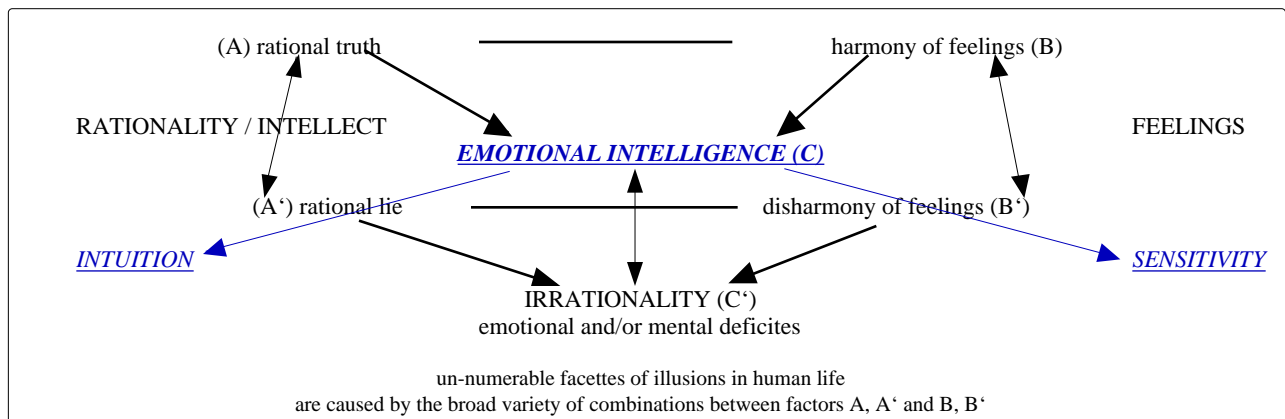 (A) rational truth harmony of feelings (B)
RATIONALITY / INTELLECT FEELINGS
EMOTIONAL INTELLIGENCE (C)
(A‘) rational lie disharmony of feelings (B‘)
INTUITION SENSITIVITY
IRRATIONALITY (C‘)
emotional and/or mental deficites
un-numerable facettes of illusions in human life
are caused by the broad variety of combinations between factors A, A‘ and B, B‘